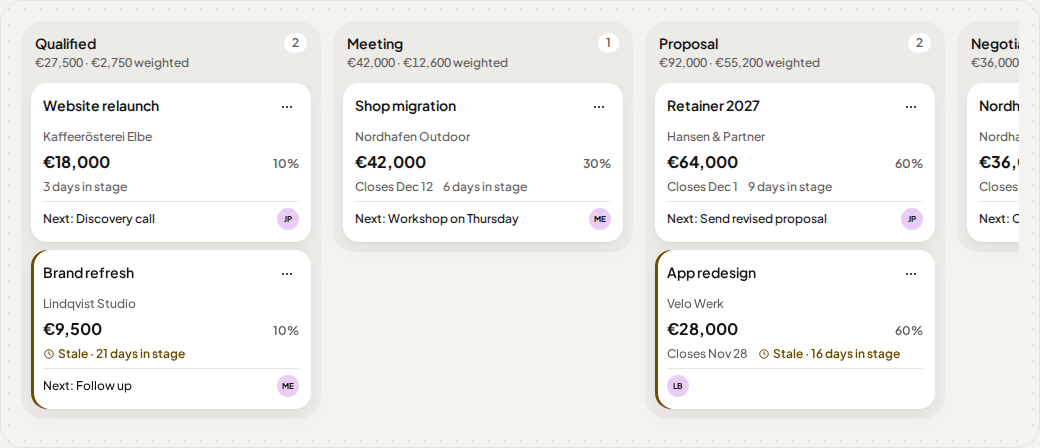 Qualified 2
€27,500 · €2,750 weighted
Website relaunch ···
Kaffeerösterei Elbe
€18,000 10%
3 days in stage
Next: Discovery call JP
Brand refresh ···
Lindqvist Studio
€9,500 10%
Stale · 21 days in stage
Next: Follow up ME
Meeting 1
€42,000 · €12,600 weighted
Shop migration ···
Nordhafen Outdoor
€42,000 30%
Closes Dec 12 6 days in stage
Next: Workshop on Thursday ME
Proposal 2
€92,000 · €55,200 weighted
Retainer 2027 ···
Hansen & Partner
€64,000 60%
Closes Dec 1 9 days in stage
Next: Send revised proposal JP
App redesign ···
Velo Werk
€28,000 60%
Closes Nov 28 Stale · 16 days in stage
LB
€36,000
Closes
Next: